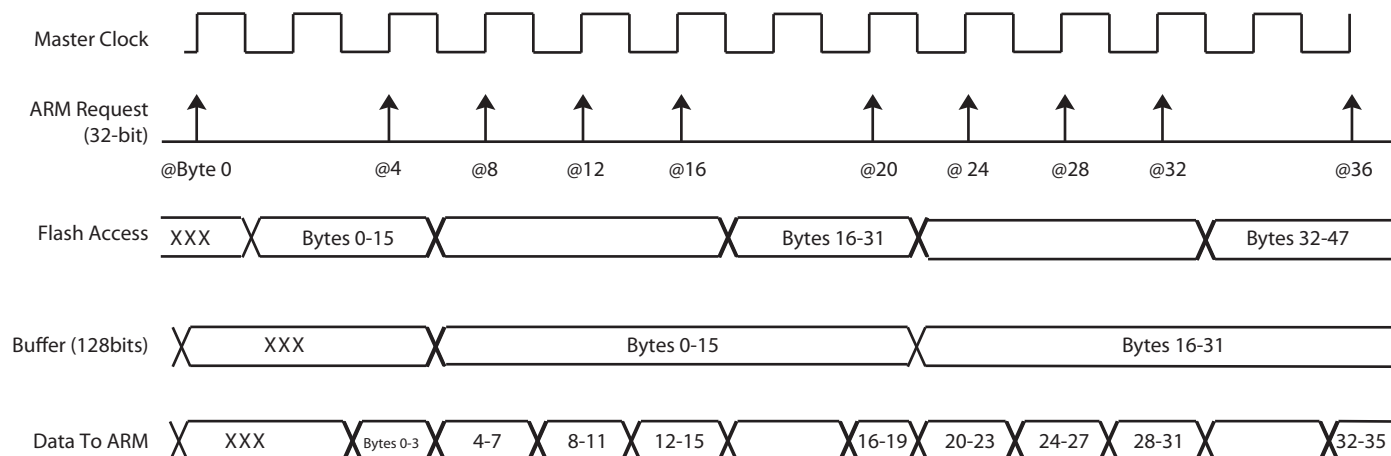 Master Clock
ARM Request
(32-bit)
@Byte 0 @4 @8 @12 @16 @20 @ 24 @28 @32 @36
Flash Access XXX Bytes 0-15 Bytes 16-31 Bytes 32-47
Buffer (128bits) XXX Bytes 0-15 Bytes 16-31
Data To ARM XXX Bytes 0-3 4-7 8-11 12-15 16-19 20-23 24-27 28-31 32-35